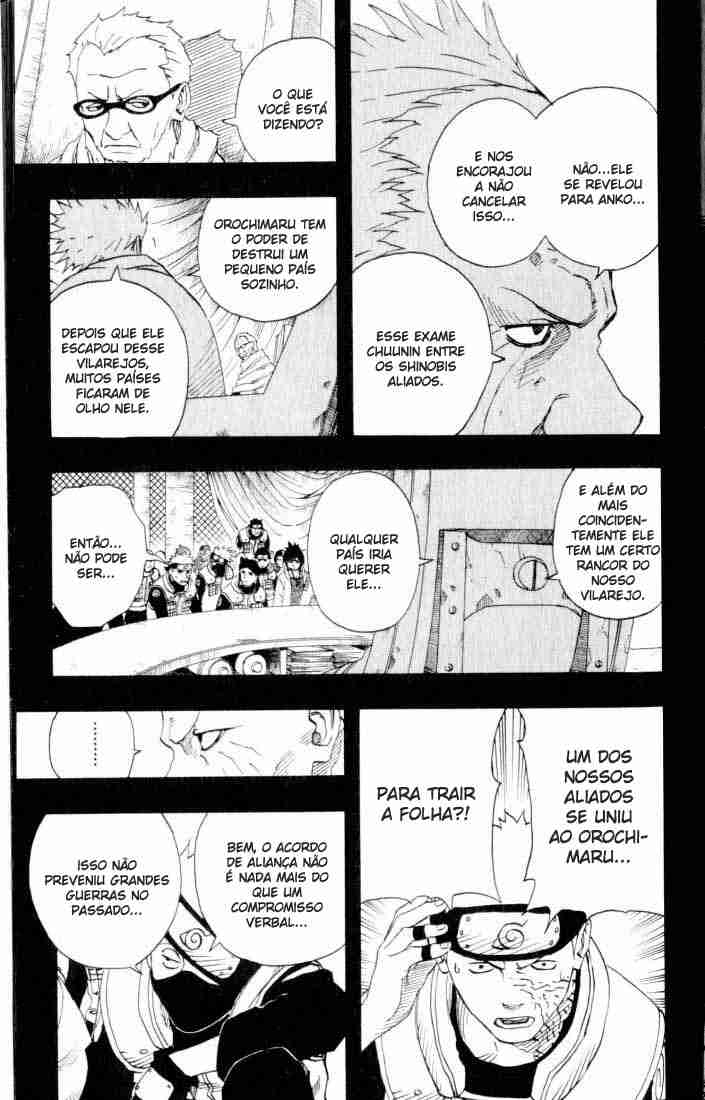 NÃO...ELE
SE REVELOU
PARA ANKO...
E NOS
ENCORAJOU
A NÃO
CANCELAR
ISSO...
ESSE EXAME
CHUUNIN ENTRE
OS SHINOBIS
ALIADOS.
O QUE
VOCÊ ESTÁ
DIZENDO?
OROCHIMARU TEM
O PODER DE
DESTRUI UM
PEQUENO PAÍS
SOZINHO.
DEPOIS QUE ELE
ESCAPOU DESSE
VILAREJOS,
MUITOS PAÍSES
FICARAM DE
OLHO NELE.
E ALÉM DO
MAIS
COINCIDEN-
TEMENTE ELE
TEM UM CERTO
RANCOR DO
NOSSO
VILAREJO.
QUALQUER
PAÍS IRIA
QUERER
ELE...
ENTÃO...
NÃO PODE
SER...
UM DOS
NOSSOS
ALIADOS
SE UNIU
AO OROCHI-
MARU...
PARA TRAIR
A FOLHA?!
........
BEM, O ACORDO
DE ALIANÇA NÃO
É NADA MAIS DO
QUE UM
COMPROMISSO
VERBAL...
ISSO NÃO
PREVENIU GRANDES
GUERRAS NO
PASSADO...